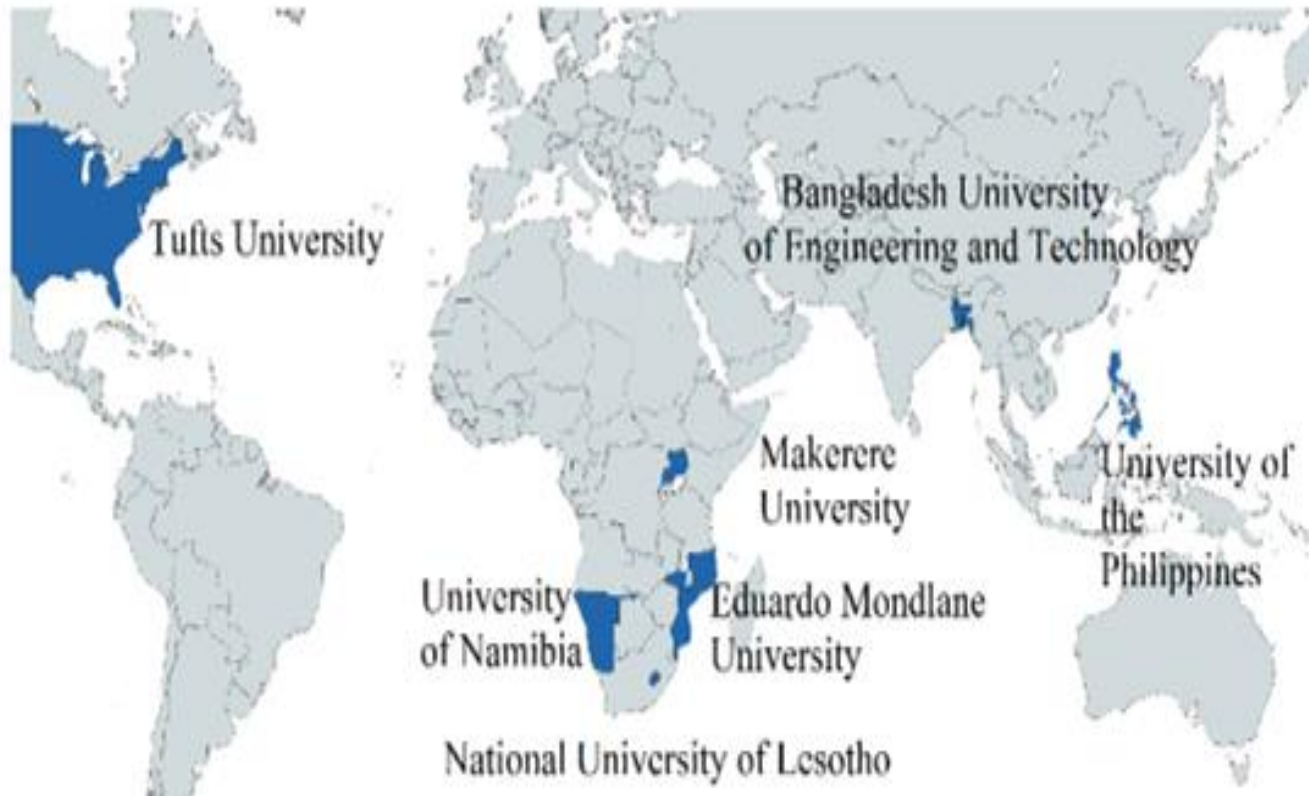 Bangladesh University
of Engineering and Technology
Tufts University
Makerere
University
University of
the
Philippines
University
of Namibia
Eduardo Mondlane
University
National University of Lesotho